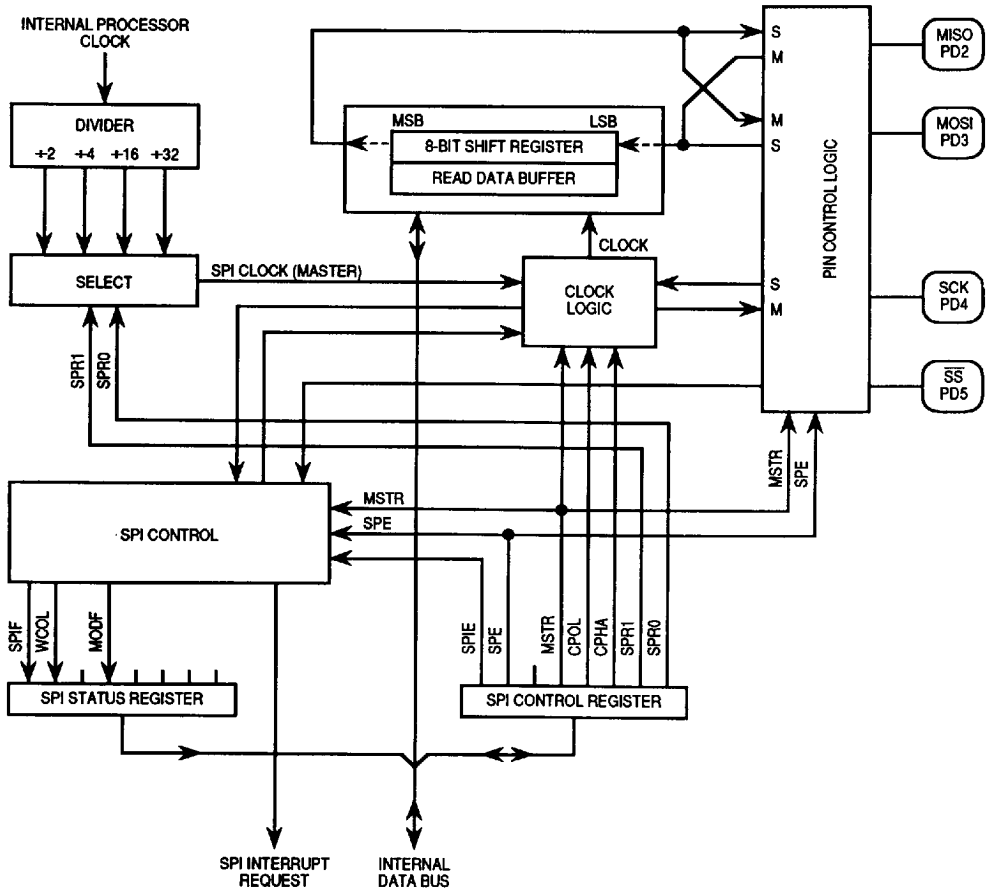 INTERNAL PROCESSOR
CLOCK
DIVIDER
÷2 ÷4 ÷16 ÷32
SELECT
SPI CLOCK (MASTER)
SPR1
SPR0
MSB LSB
8-BIT SHIFT REGISTER
READ DATA BUFFER
CLOCK
CLOCK
LOGIC
S
M
M
S
S
M
PIN CONTROL LOGIC
MISO
PD2
MOSI
PD3
SCK
PD4
SS
PD5
MSTR
SPE
SPI CONTROL
MSTR
SPE
SPIF
WCOL
MODF
SPI STATUS REGISTER
SPIE
SPE
MSTR
CPOL
CPHA
SPR1
SPR0
SPI CONTROL REGISTER
SPI INTERRUPT
REQUEST
INTERNAL
DATA BUS